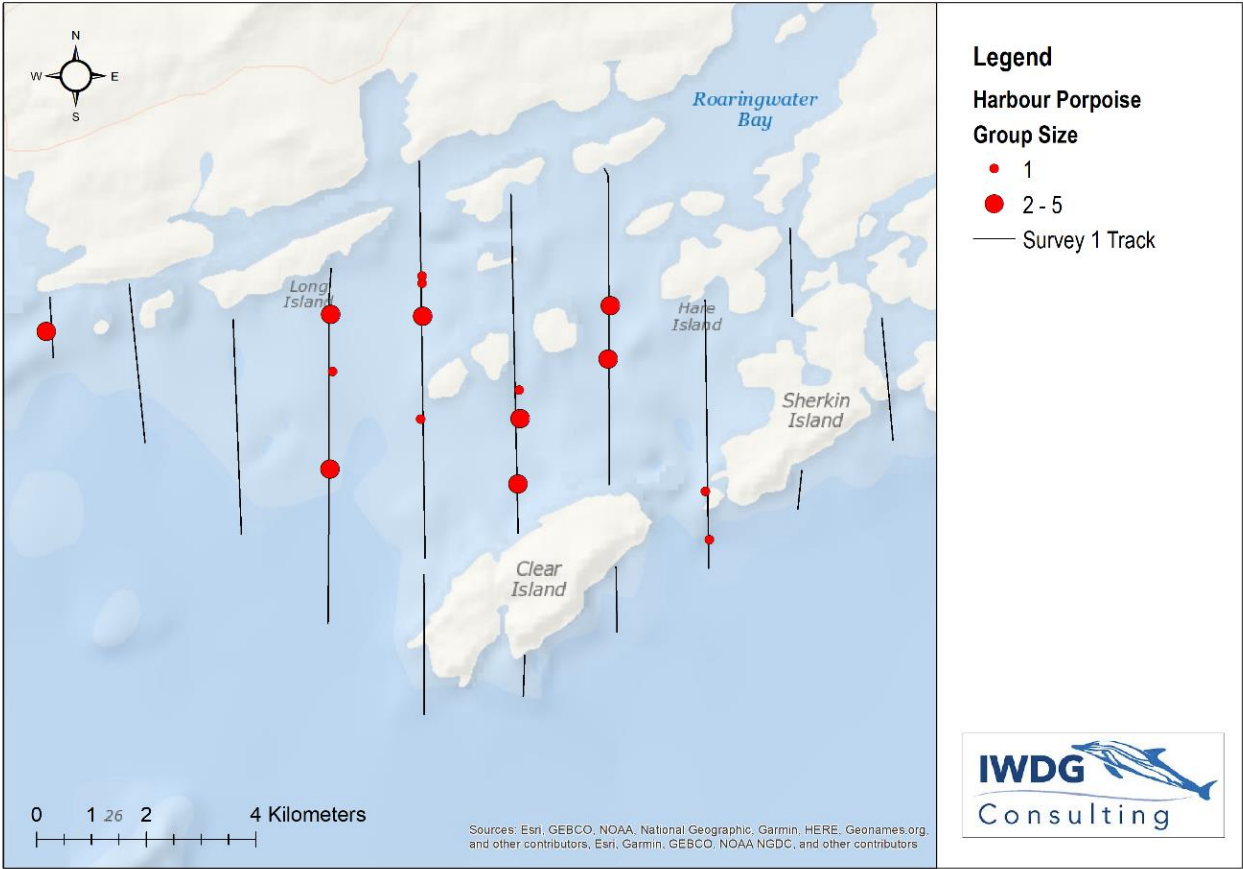 N
W E
S
Roaringwater
Bay
Long
Island
Hare
Island
Sherkin
Island
Clear
Island
0 1 26 2 4 Kilometers
Sources: Esri, GEBCO, NOAA, National Geographic, Garmin, HERE, Geonames.org,
and other contributors, Esri, Garmin, GEBCO, NOAA NGDC, and other contributors
Legend
Harbour Porpoise
Group Size
1
2 - 5
Survey 1 Track
IWDG
Consulting